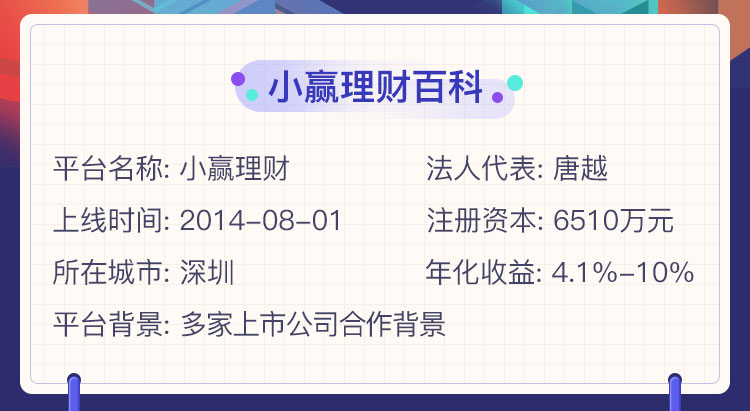 小赢理财百科
平台名称: 小赢理财
法人代表: 唐越
上线时间: 2014-08-01
注册资本: 6510万元
所在城市: 深圳
年化收益: 4.1%-10%
平台背景: 多家上市公司合作背景